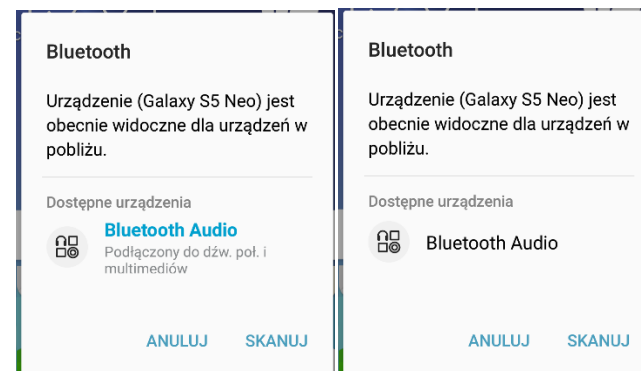 Bluetooth
Urządzenie (Galaxy S5 Neo) jest
obecnie widoczne dla urządzeń w
pobliżu.
Dostępne urządzenia
Bluetooth Audio
Podłączony do dźw. poł. i
multimediów
ANULUJ SKANUJ
Bluetooth
Urządzenie (Galaxy S5 Neo) jest
obecnie widoczne dla urządzeń w
pobliżu.
Dostępne urządzenia
Bluetooth Audio
ANULUJ SKANUJ